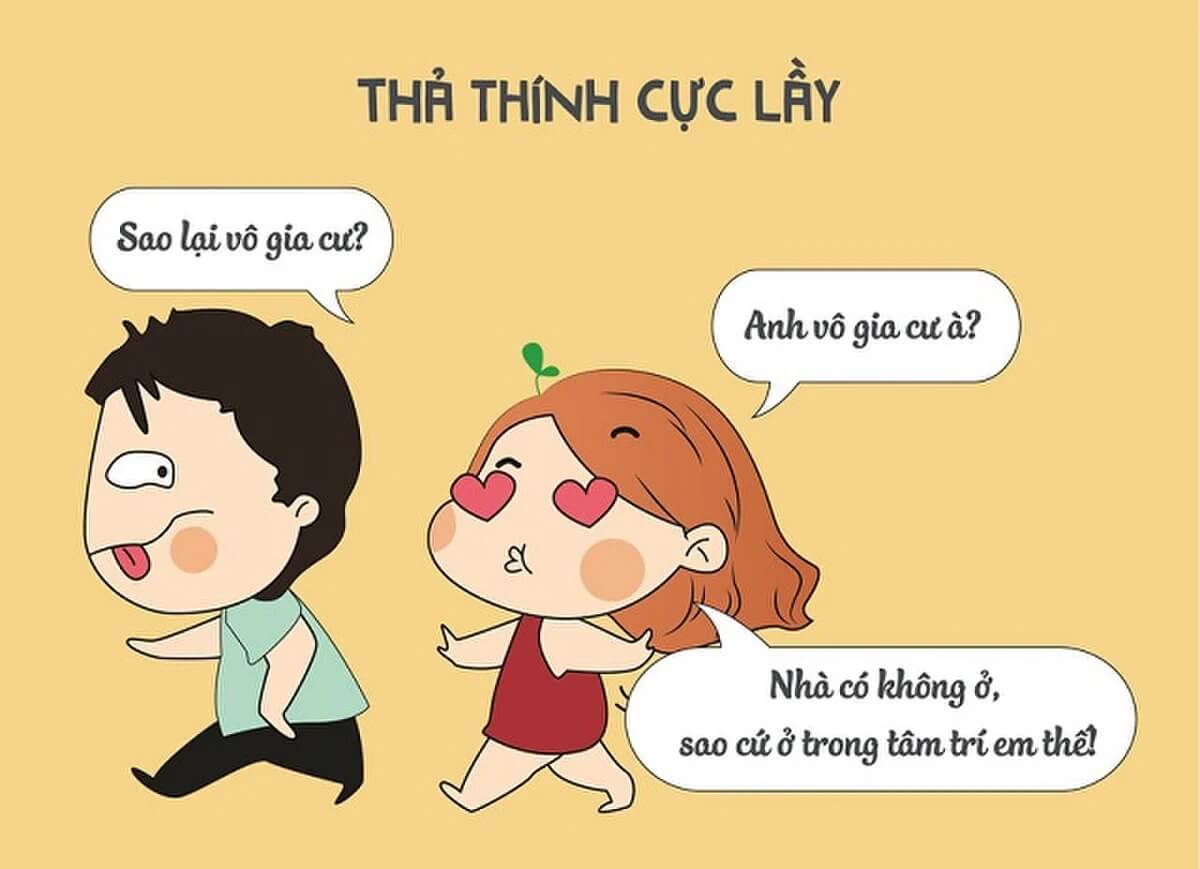 THẢ THÍNH CỰC LẦY
Sao lại vô gia cư?
Anh vô gia cư à?
Nhà có không ở,
sao cứ ở trong tâm trí em thế!